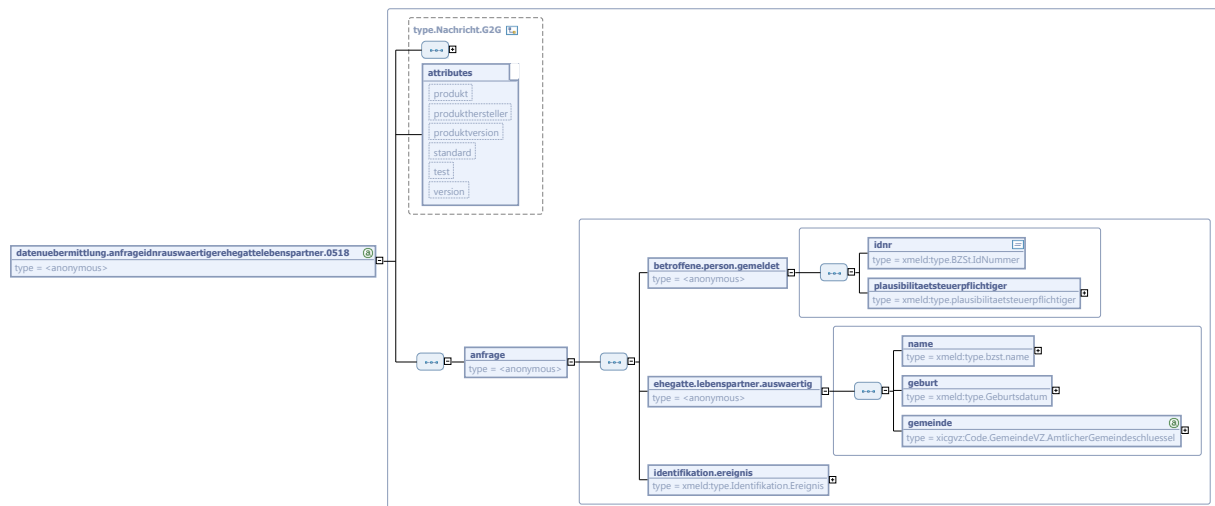 type.Nachricht.G2G
attributes
produkt
produkthersteller
produktversion
standard
test
version
datenuebermittlung.anfrageidnrauswaertigerehegattelebenspartner.0518
type = <anonymous>
anfrage
type = <anonymous>
betroffene.person.gemeldet
type = <anonymous>
idnr
type = xmeld:type.BZSt.IdNummer
plausibilitaetsteuerpflichtiger
type = xmeld:type.plausibilitaetsteuerpflichtiger
ehegatte.lebenspartner.auswaertig
type = <anonymous>
name
type = xmeld:type.bzst.name
geburt
type = xmeld:type.Geburtsdatum
gemeinde
type = xicgvz:Code.GemeindeVZ.AmtlicherGemeindeschluessel
identifikation.ereignis
type = xmeld:type.Identifikation.Ereignis